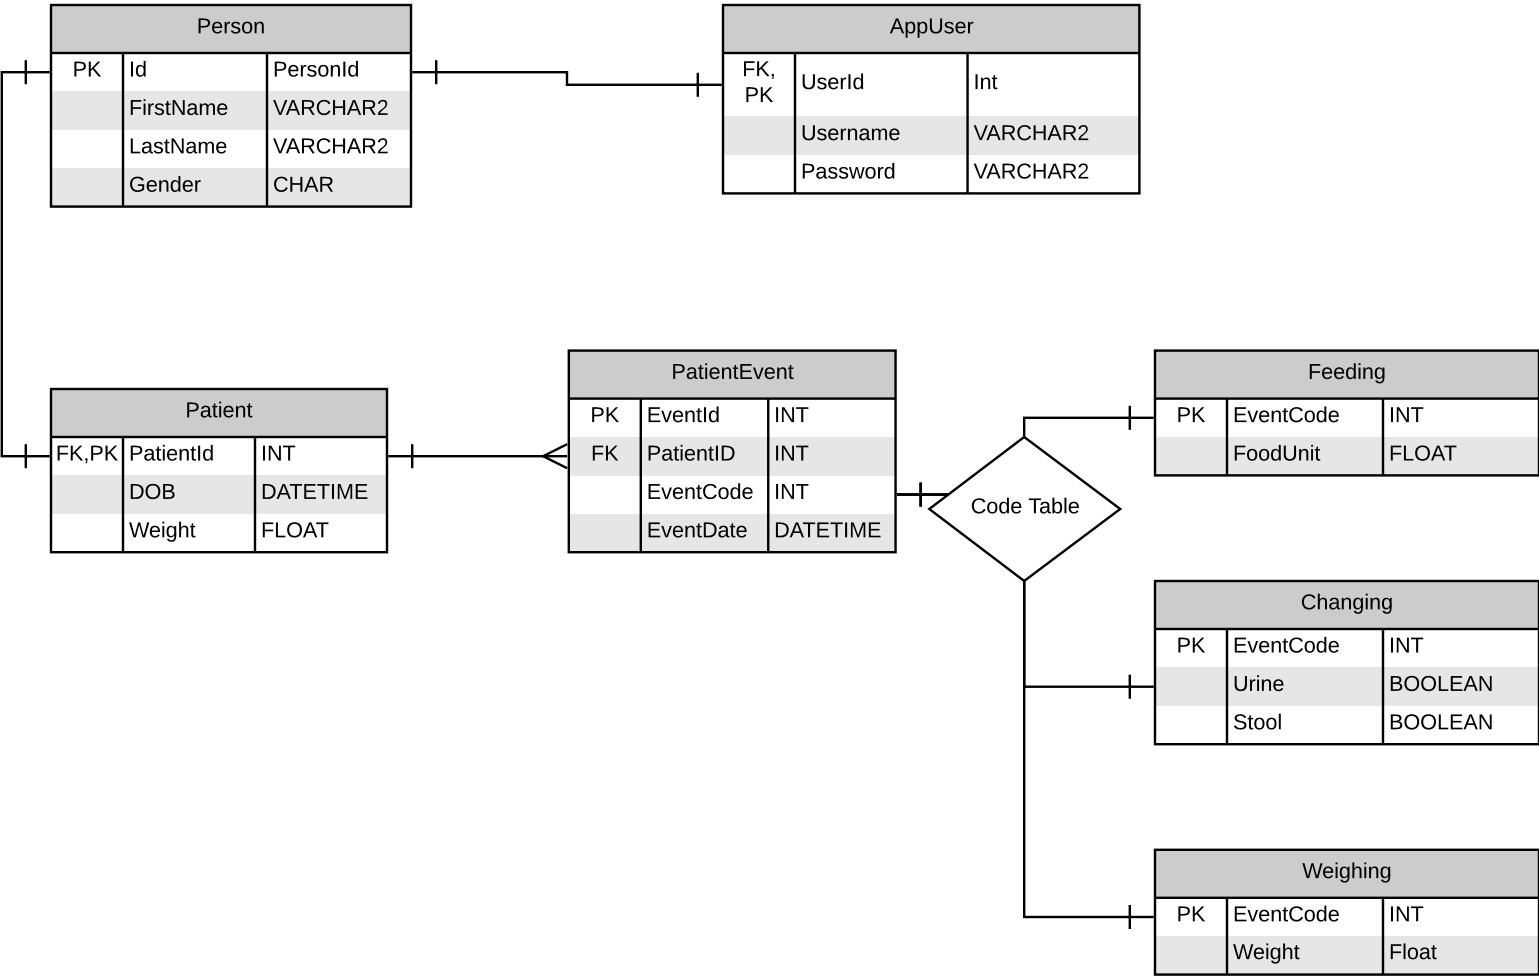 Person
PK Id PersonId
FirstName VARCHAR2
LastName VARCHAR2
Gender CHAR
AppUser
FK,
PK UserId Int
Username VARCHAR2
Password VARCHAR2
Patient
FK,PK PatientId INT
DOB DATETIME
Weight FLOAT
PatientEvent
PK EventId INT
FK PatientID INT
EventCode INT
EventDate DATETIME
Code Table
Feeding
PK EventCode INT
FoodUnit FLOAT
Changing
PK EventCode INT
Urine BOOLEAN
Stool BOOLEAN
Weighing
PK EventCode INT
Weight Float